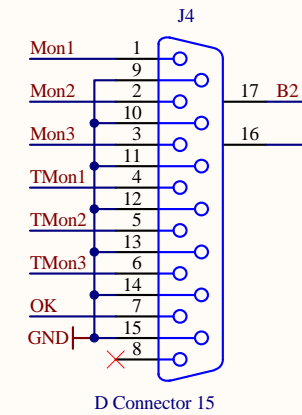 J4
Mon1 1
9
Mon2 2 17 B2
10
Mon3 3 16
11
TMon1 4
12
TMon2 5
13
TMon3 6
14
OK 7
GND 15
8
D Connector 15